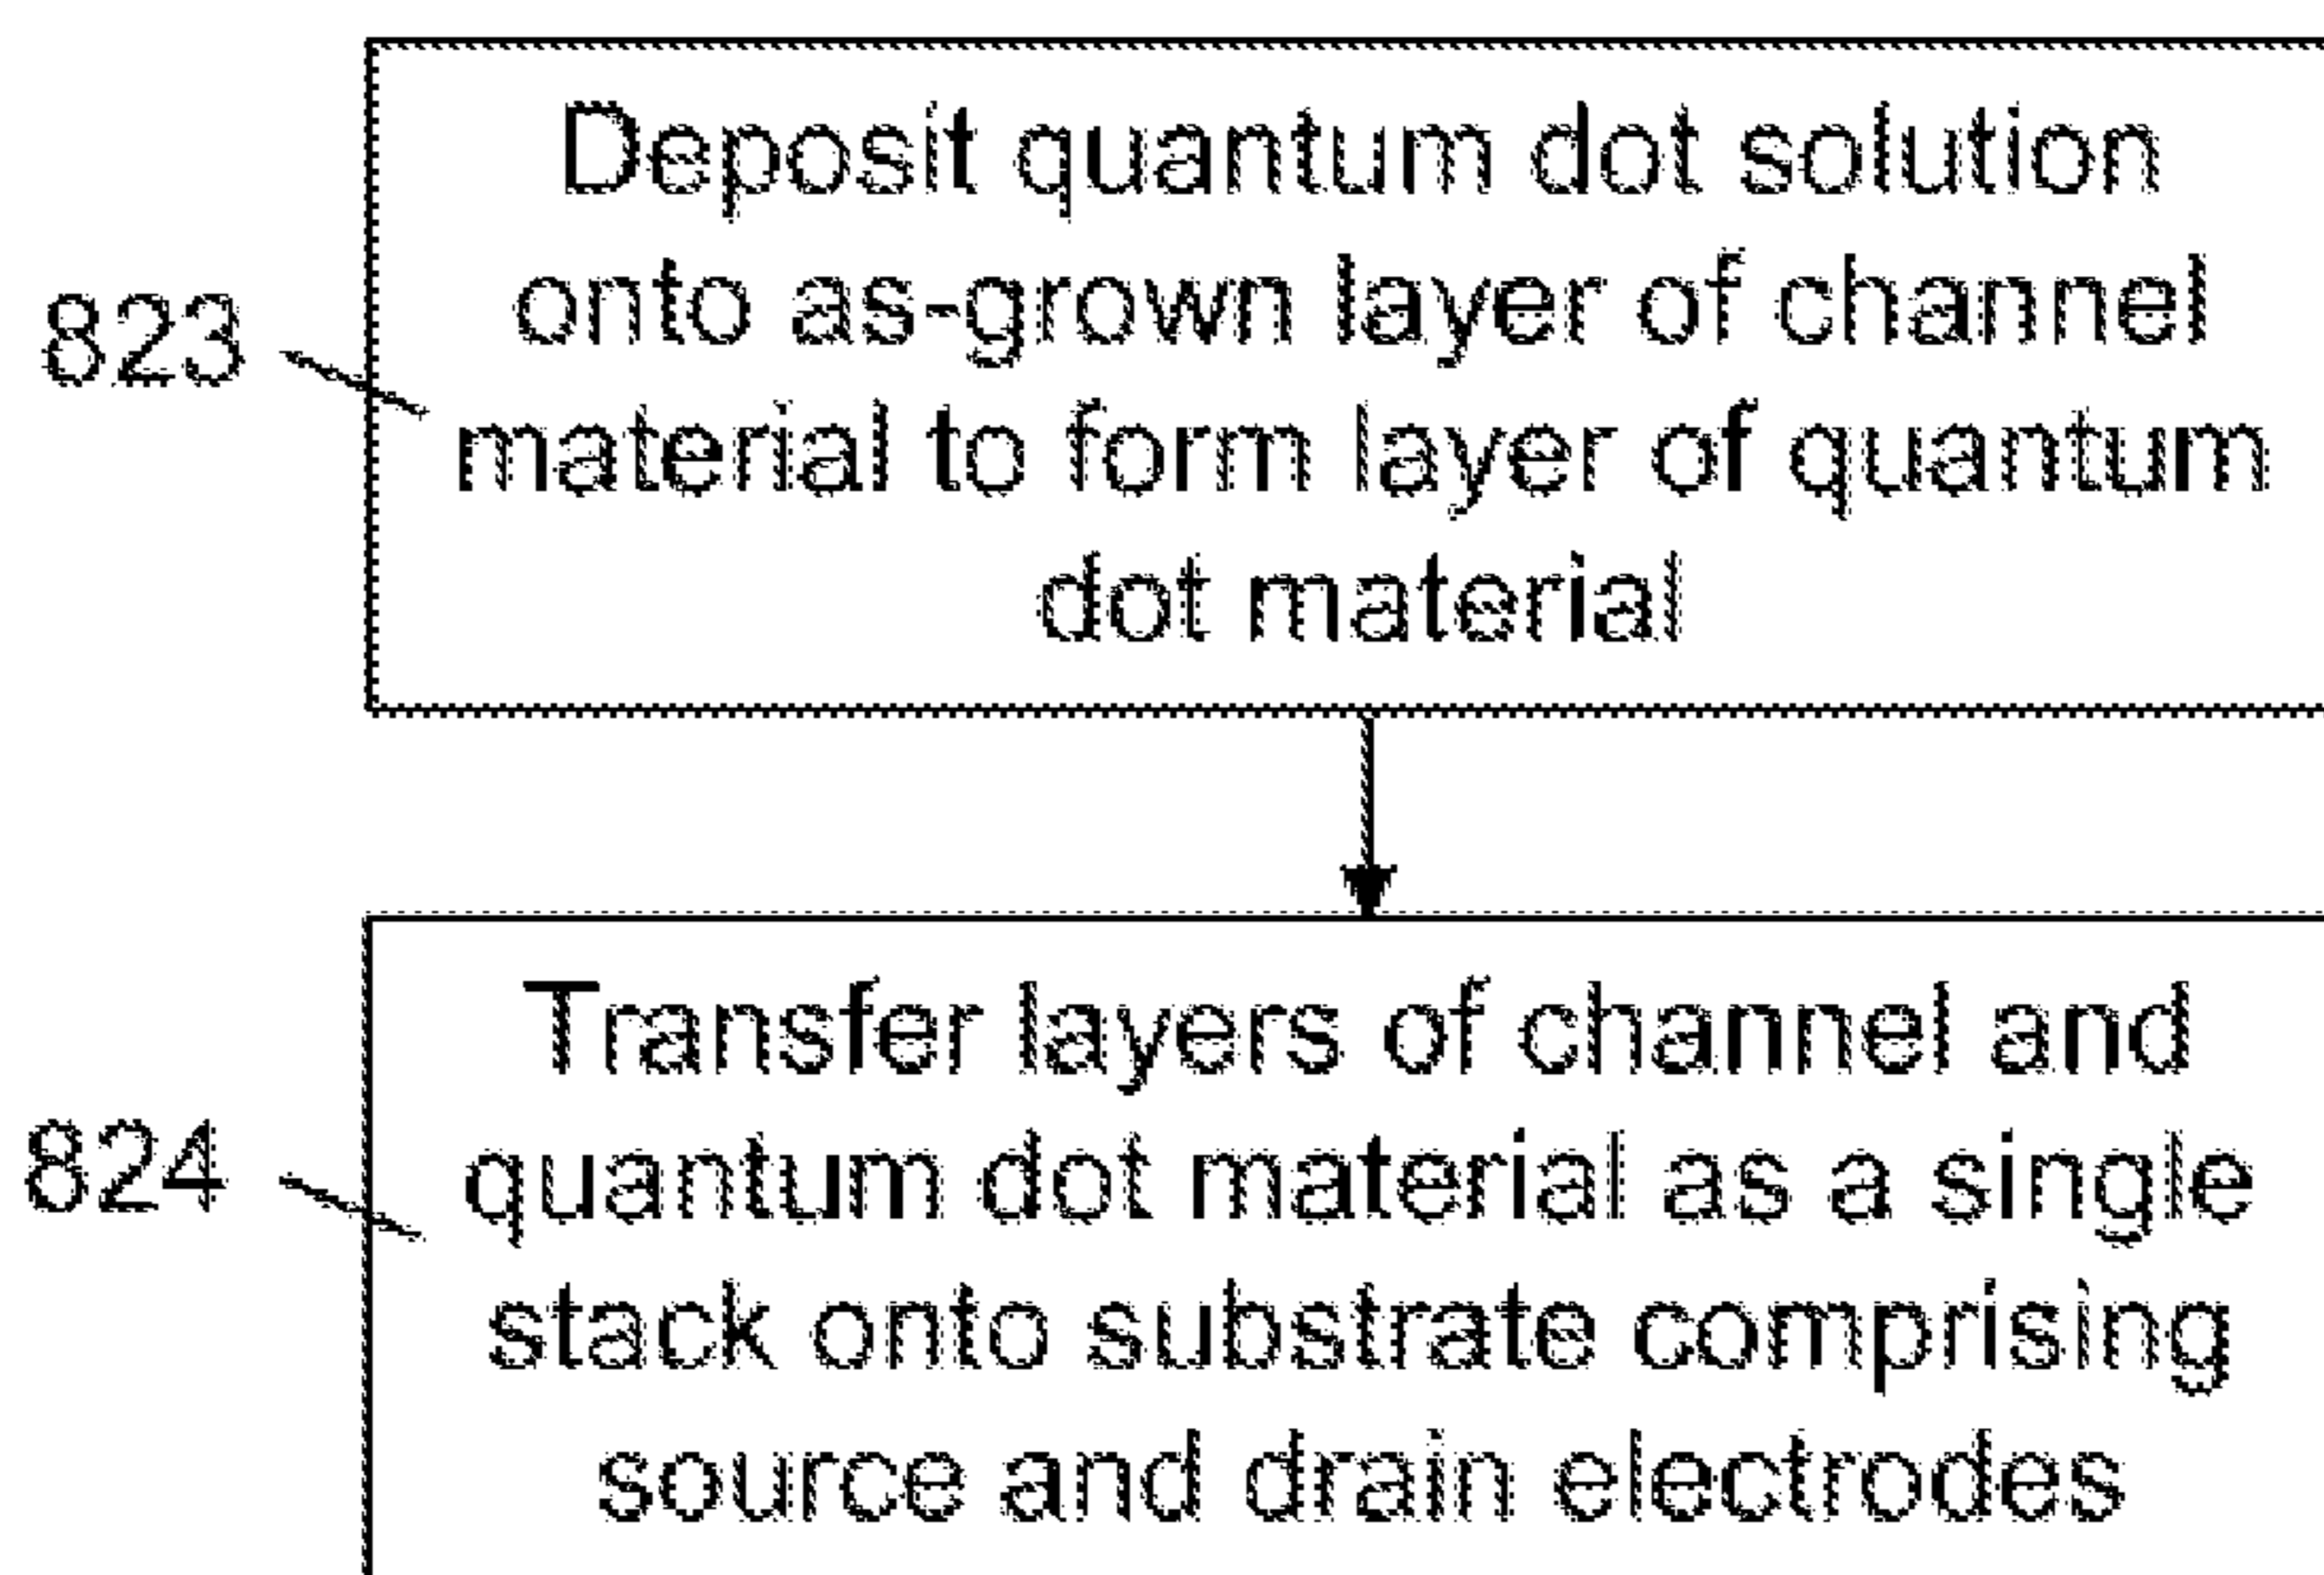 Deposit quantum dot solution
onto as-grown layer of channel
823
material to form layer of quantum
dot material
Transfer layers of channel and
824
quantum dot material as a single
stack onto substrate comprising
source and drain electrodes